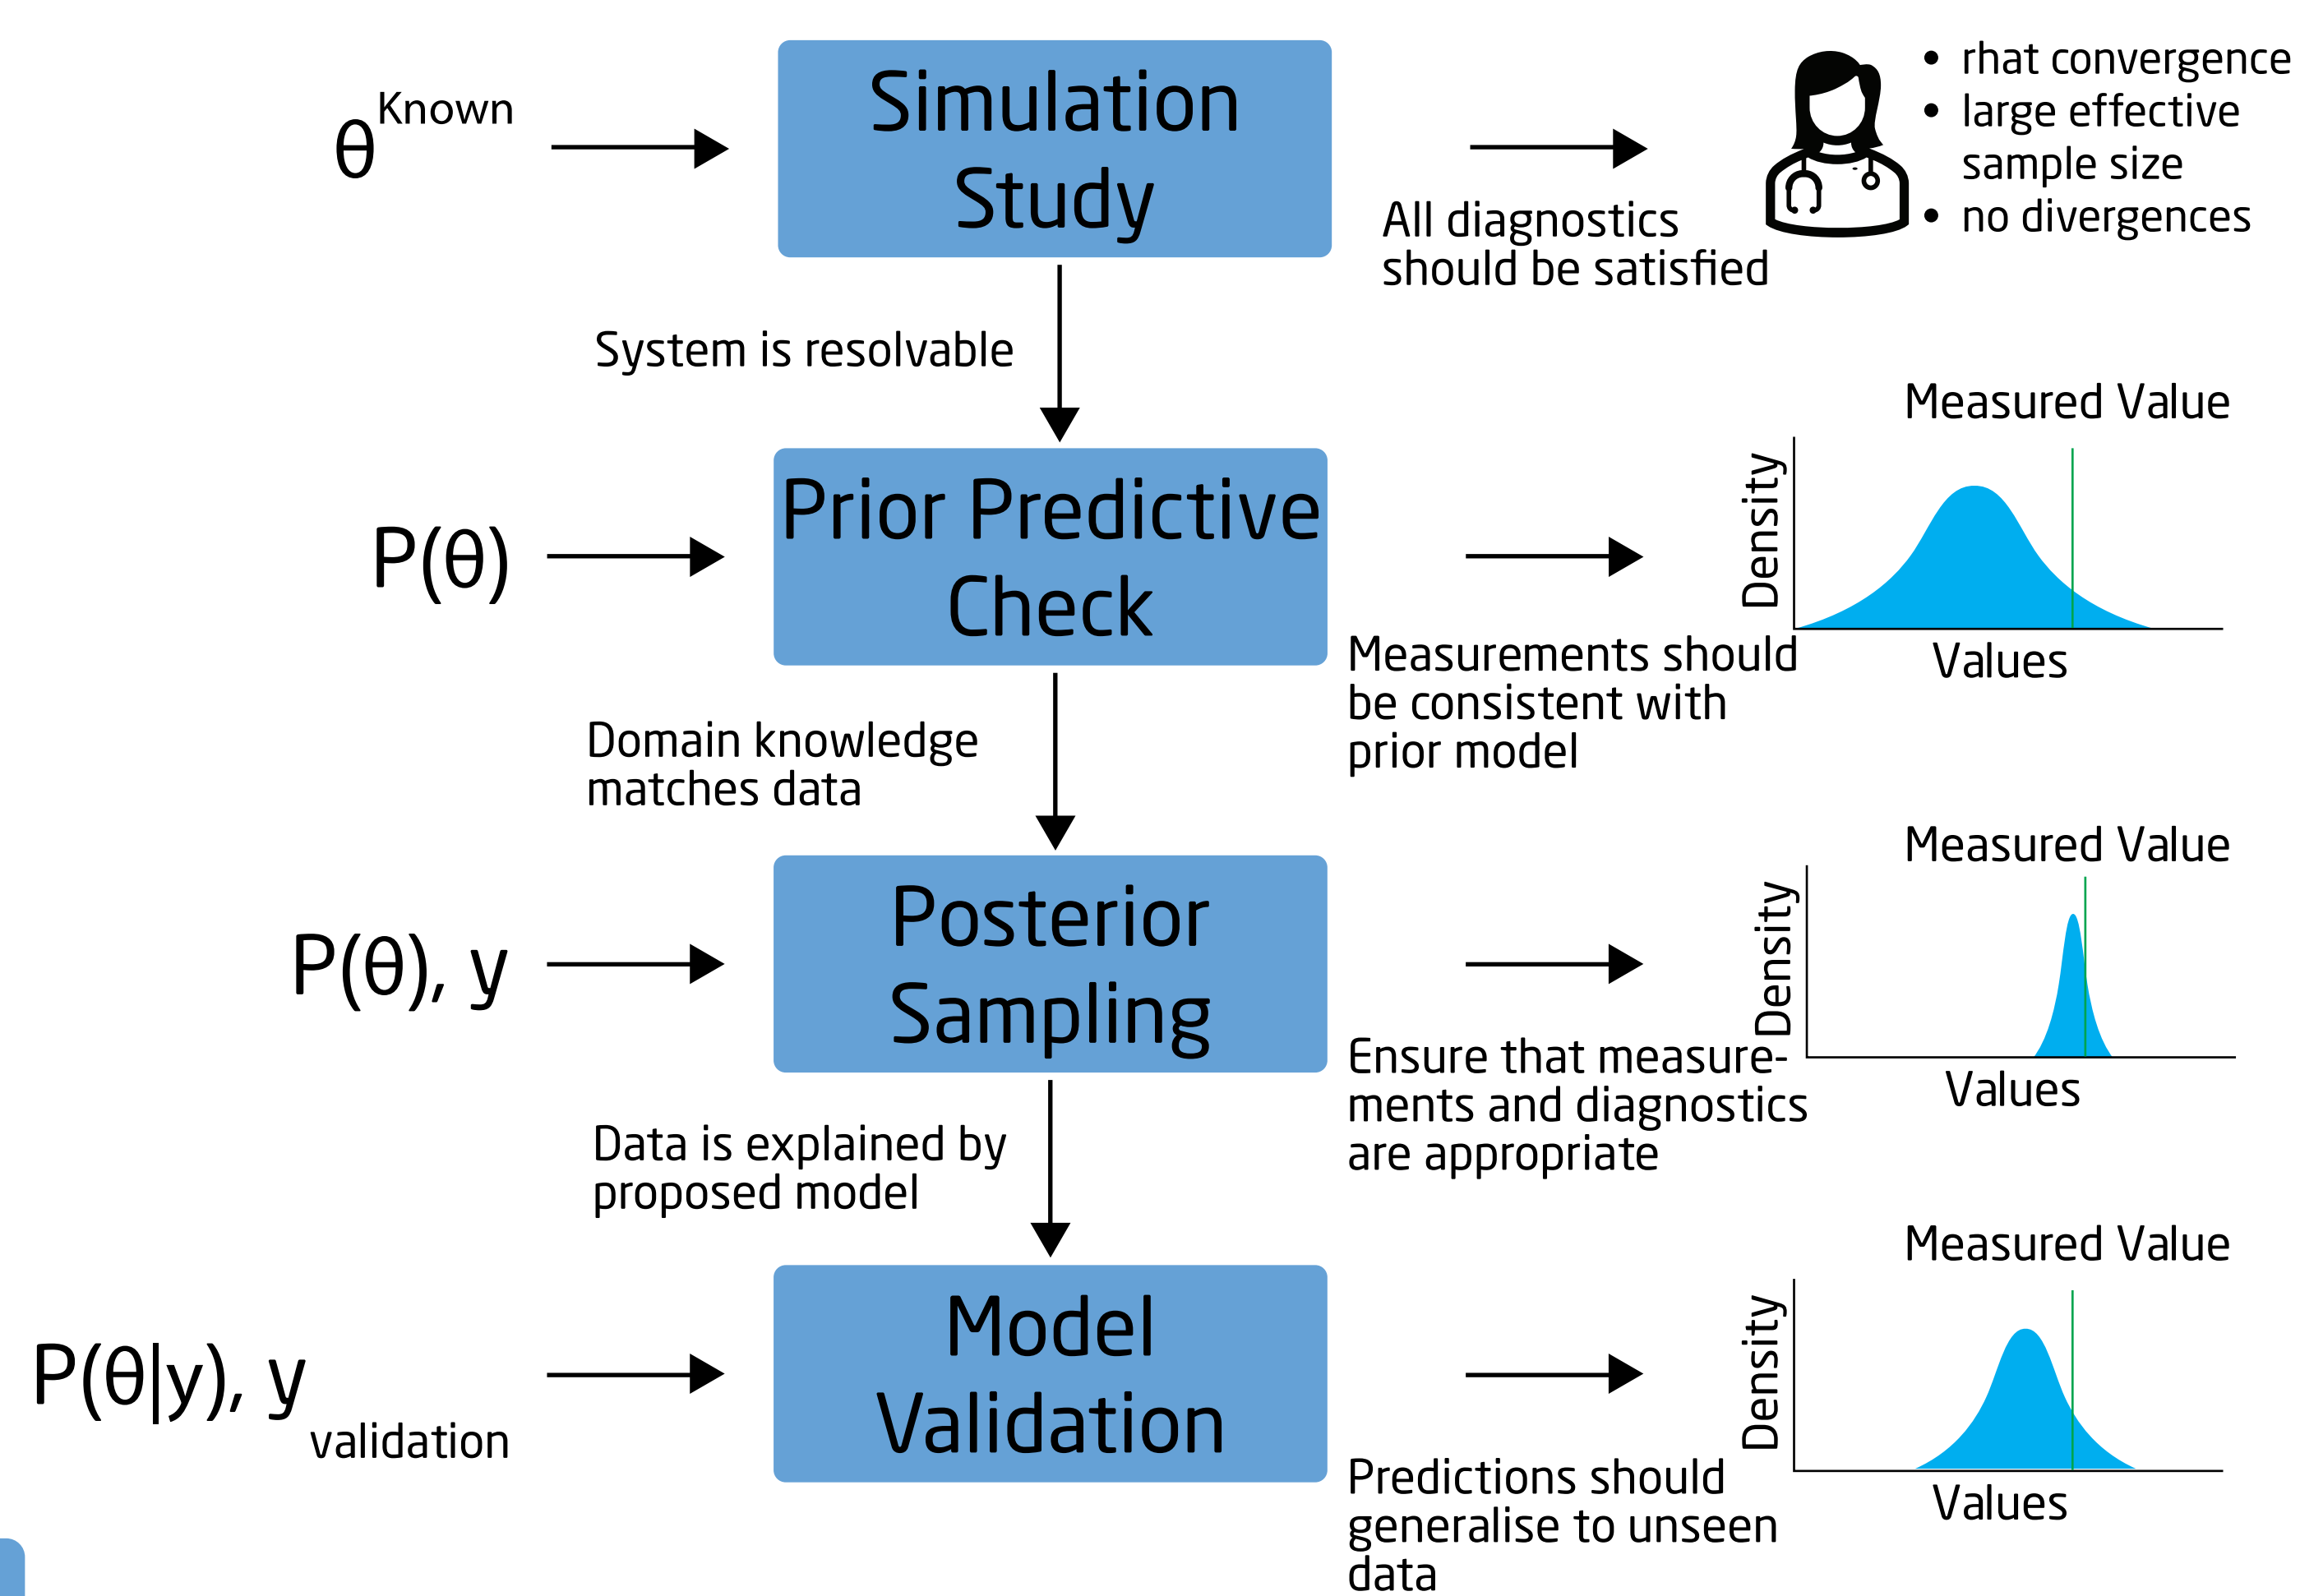 θ^Known
Simulation
Study
All diagnostics
should be satisfied
• rhat convergence
• large effective
sample size
• no divergences
System is resolvable
P(θ)
Prior Predictive
Check
Measurements should
be consistent with
prior model
Measured Value
Density
Values
Domain knowledge
matches data
P(θ), y
Posterior
Sampling
Ensure that measure-
ments and diagnostics
are appropriate
Measured Value
Density
Values
Data is explained by
proposed model
P(θ|y), y_validation
Model
Validation
Predictions should
generalise to unseen
data
Measured Value
Density
Values